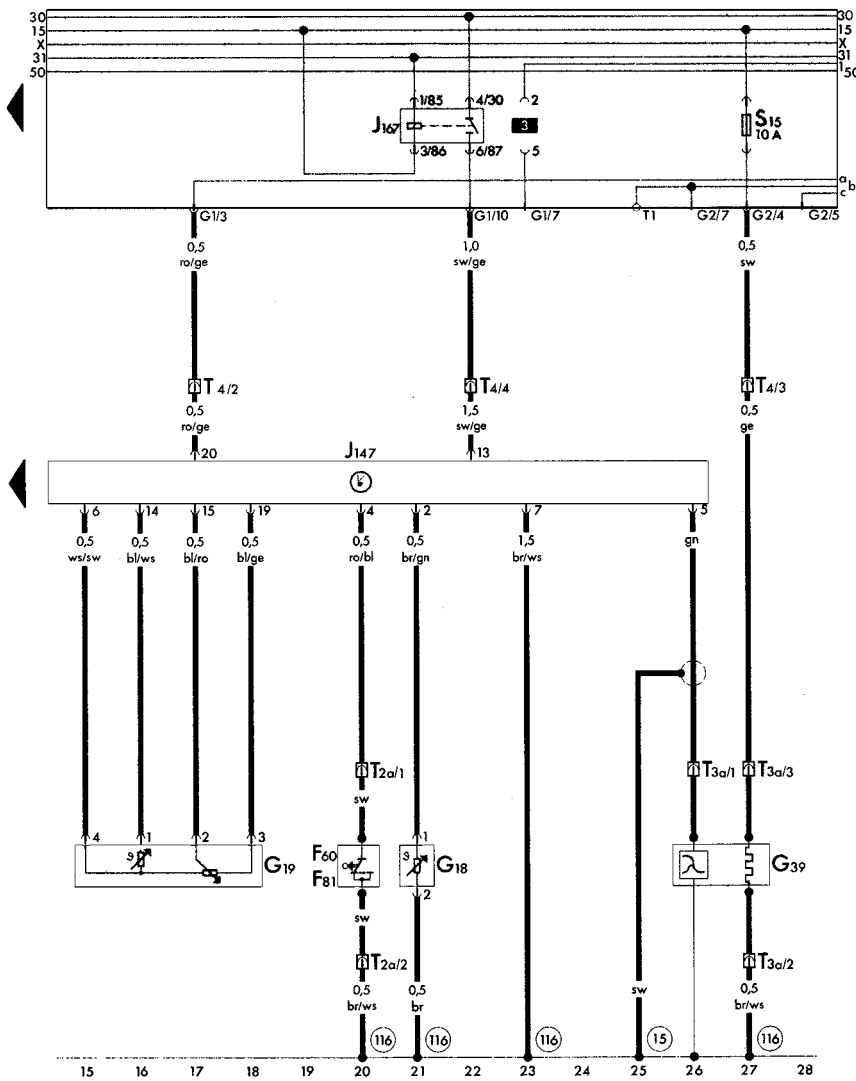 30 30
15 15
X X
31 31
50 1 50
1/85 4/30 2
J167 3 S15
10 A
3/86 6/87 5
a
b
c
G1/3 G1/10 G1/7 T1 G2/7 G2/4 G2/5
0,5 1,0 0,5
ro/ge sw/ge sw
T4/2 T4/4 T4/3
0,5 1,5 0,5
ro/ge sw/ge ge
20 J147 13
6 14 15 19 4 2 7 5
0,5 0,5 0,5 0,5 0,5 0,5 1,5 gn
ws/sw bl/ws bl/ro bl/ge ro/bl br/gn br/ws
T2a/1 T3a/1 T3a/3
sw
4 1 2 3 1
G19 F60 G18 G39
F81
2
sw
T2a/2 T3a/2
0,5 0,5 sw 0,5
br/ws br br/ws
116 116 116 15 116
15 16 17 18 19 20 21 22 23 24 25 26 27 28